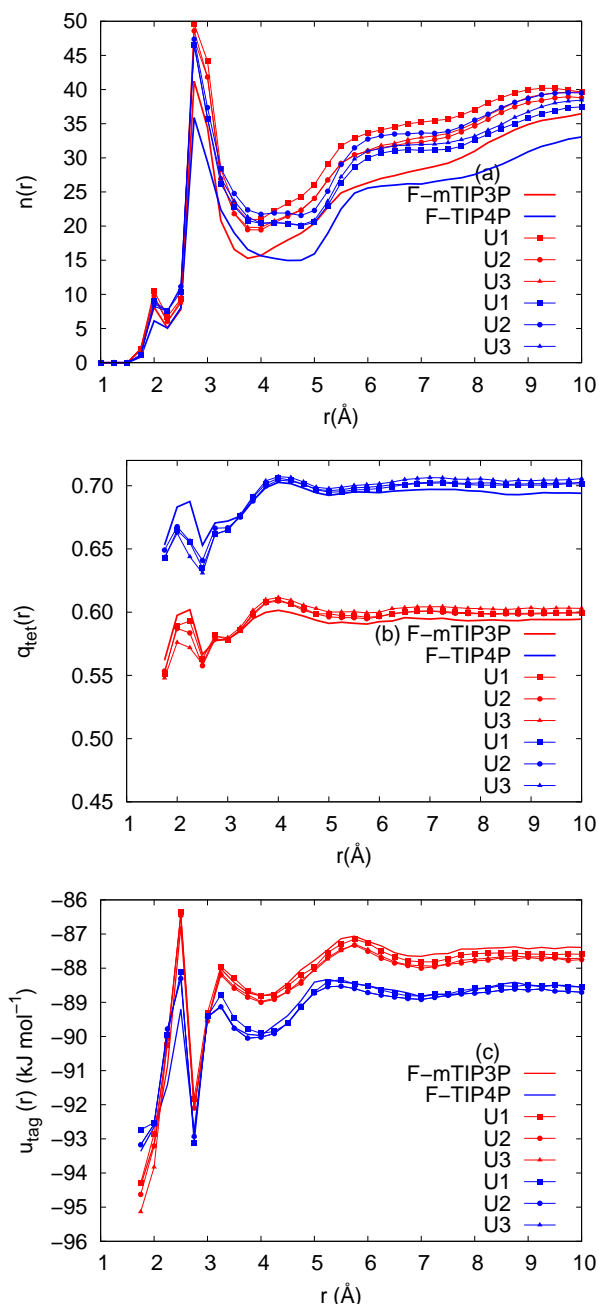 50
45
40
35
30
25
20
15
10
5
0
n(r)
(a)
F−mTIP3P
F−TIP4P
U1
U2
U3
U1
U2
U3
1 2 3 4 5 6 7 8 9 10
r(Å)
0.70
0.65
0.60
0.55
0.50
0.45
q_tet(r)
(b) F−mTIP3P
F−TIP4P
U1
U2
U3
U1
U2
U3
1 2 3 4 5 6 7 8 9 10
r(Å)
−86
−87
−88
−89
−90
−91
−92
−93
−94
−95
−96
u_tag(r) (kJ mol⁻¹)
(c)
F−mTIP3P
F−TIP4P
U1
U2
U3
U1
U2
U3
1 2 3 4 5 6 7 8 9 10
r (Å)